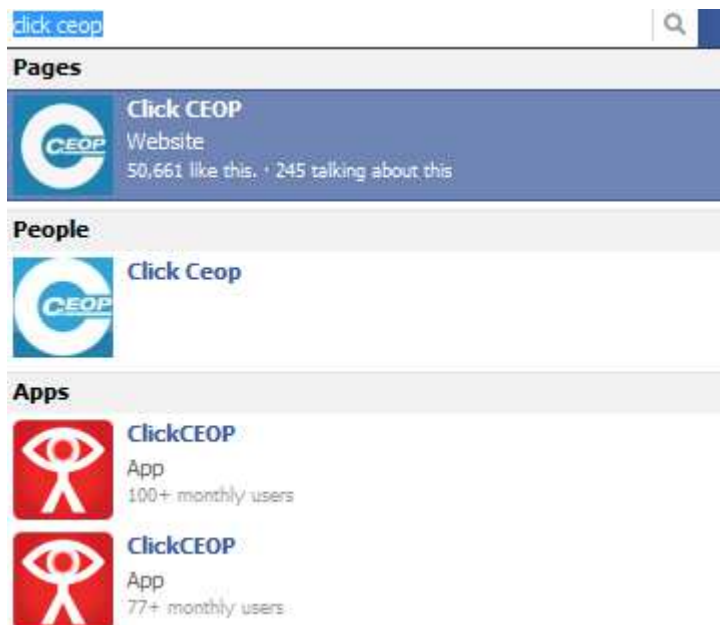 click ceop
Pages
Click CEOP
CEOP
Website
50,661 like this. · 245 talking about this
People
Click Ceop
CEOP
Apps
ClickCEOP
App
100+ monthly users
ClickCEOP
App
77+ monthly users